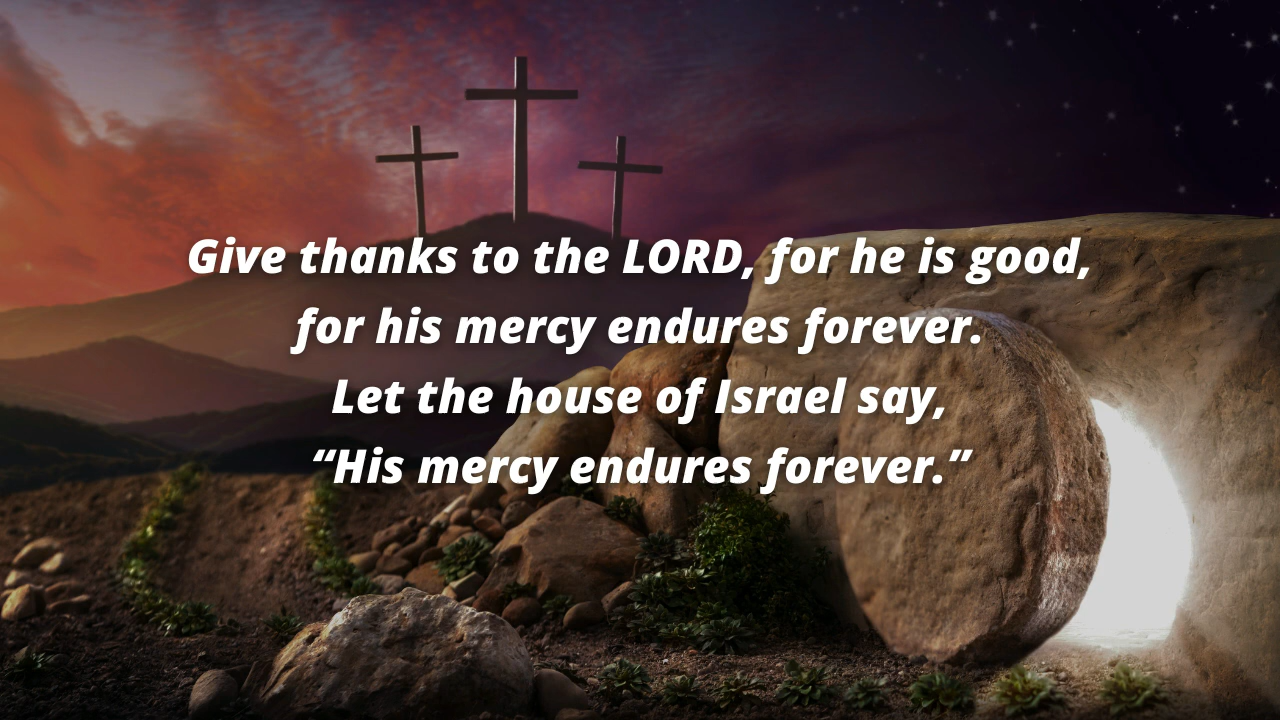 Give thanks to the LORD, for he is good,
for his mercy endures forever.
Let the house of Israel say,
“His mercy endures forever.”